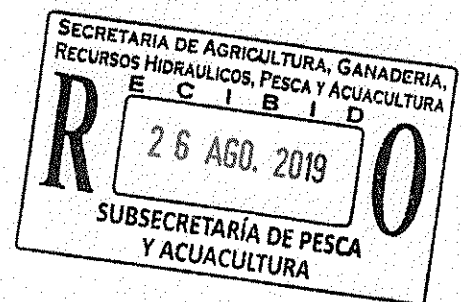 SECRETARIA DE AGRICULTURA, GANADERIA,
RECURSOS HIDRAULICOS, PESCA Y ACUACULTURA
R E C I B I D O
26 AGO. 2019
SUBSECRETARÍA DE PESCA
Y ACUACULTURA